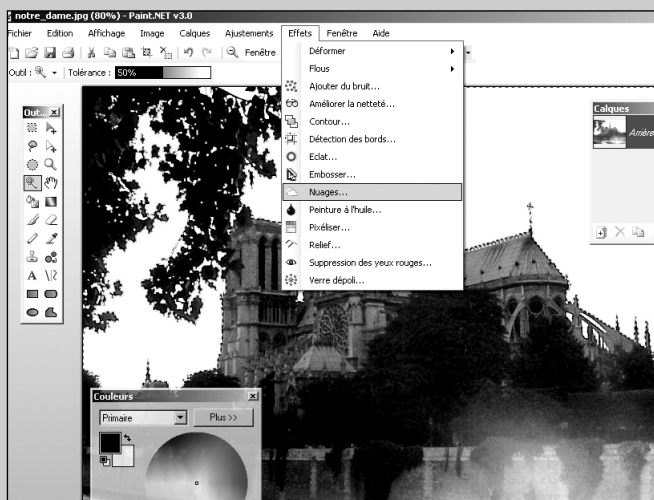 notre_dame.jpg (80%) - Paint.NET v3.0
Fichier Edition Affichage Image Calques Ajustements Effets Fenêtre Aide
Fenêtre
Outil : Tolérance : 50%
Déformer
Flous
Ajouter du bruit...
Améliorer la netteté...
Contour...
Détection des bords...
Eclat...
Embosser...
Nuages...
Peinture à l'huile...
Pixéliser...
Relief...
Suppression des yeux rouges...
Verre dépoli...
Out...
Calques
Arrière
Couleurs
Primaire
Plus >>